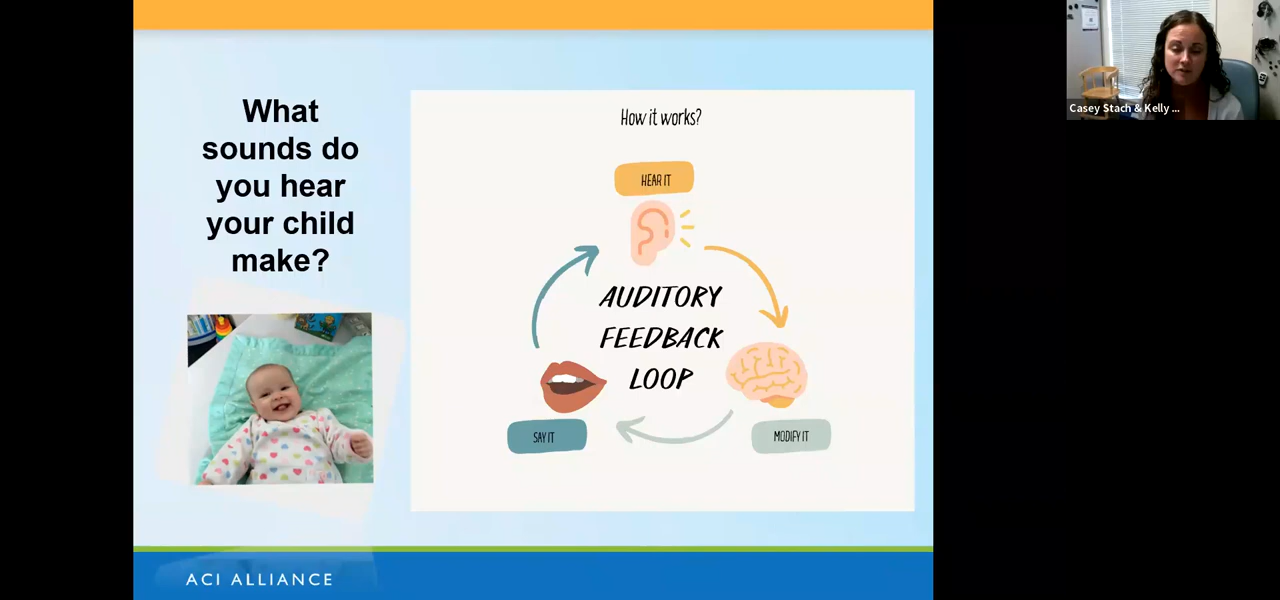 What
sounds do
you hear
your child
make?
How it works?
HEAR IT
AUDITORY
FEEDBACK
LOOP
SAY IT
MODIFY IT
ACI ALLIANCE
Casey Stach & Kelly ...